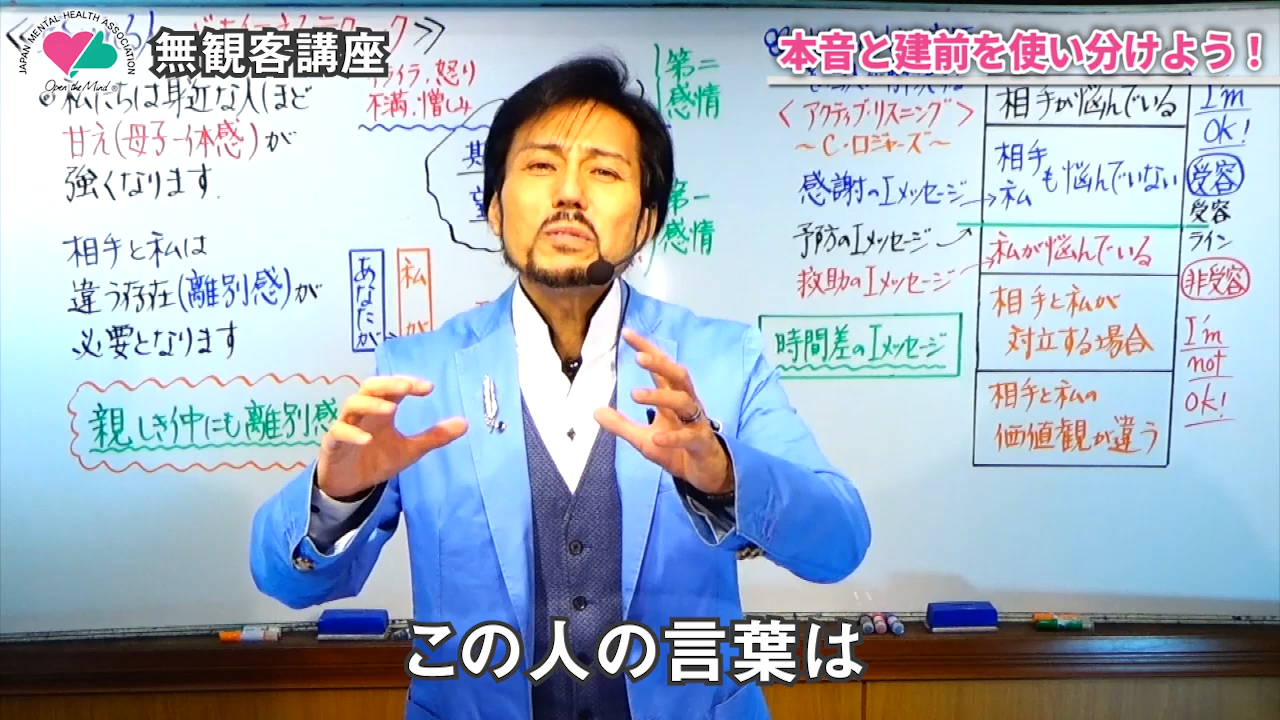 JAPAN MENTAL HEALTH ASSOCIATION
Open the Mind
無観客講座
本音と建前を使い分けよう！
私たちは身近な人ほど
甘え(母子一体感)が
強くなります.
相手と私は
違う存在(離別感)が
必要となります
親しき仲にも離別感
イライラ.怒り
不満.憎しみ
第二
感情
第一
感情
あなたが
私が
<アクティブ・リスニング>
～C・ロジャーズ～
感謝のIメッセージ
予防のIメッセージ
救助のIメッセージ
時間差のIメッセージ
相手が悩んでいる
相手
私
も悩んでいない
私が悩んでいる
相手と私が
対立する場合
相手と私の
価値観が違う
I'm
OK!
受容
受容
ライン
非受容
I'm
not
OK!
この人の言葉は